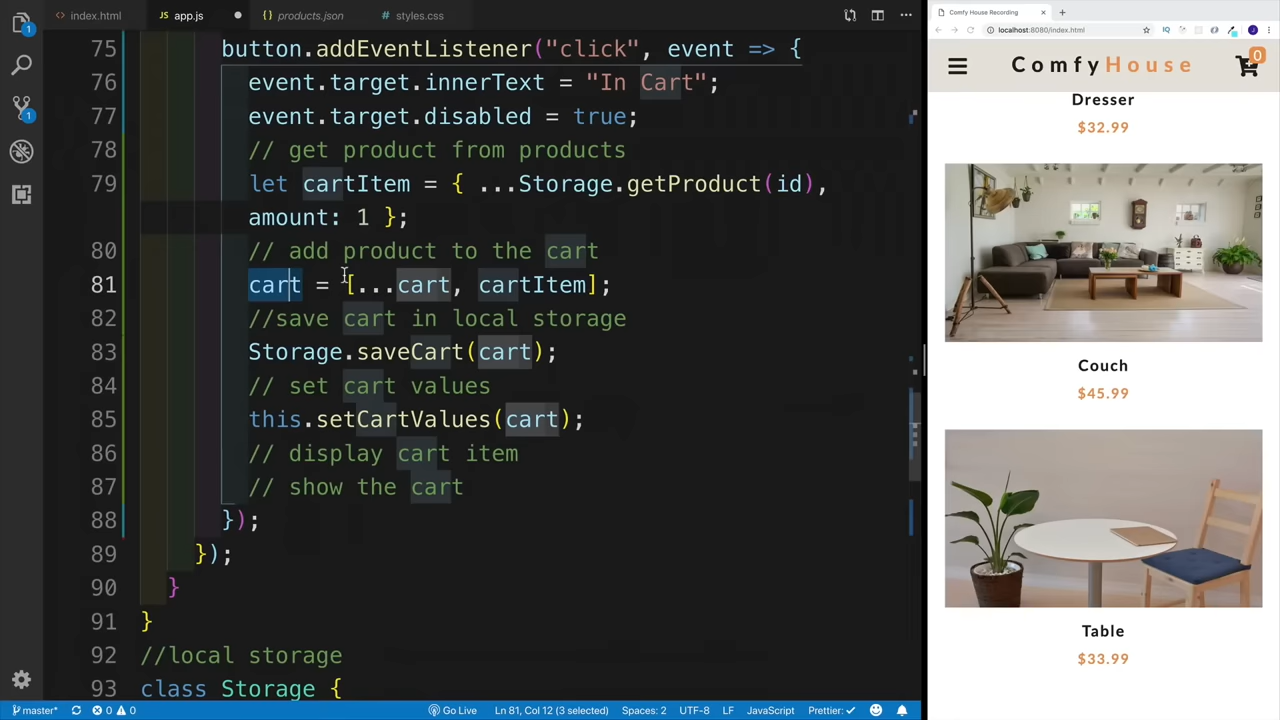 index.html
app.js
products.json
styles.css
75 button.addEventListener("click", event => {
76 event.target.innerText = "In Cart";
77 event.target.disabled = true;
78 // get product from products
79 let cartItem = { ...Storage.getProduct(id),
amount: 1 };
80 // add product to the cart
81 cart = [...cart, cartItem];
82 //save cart in local storage
83 Storage.saveCart(cart);
84 // set cart values
85 this.setCartValues(cart);
86 // display cart item
87 // show the cart
88 });
89 });
90 }
91 }
92 //local storage
93 class Storage {
1
1
master*
0 0
Go Live
Ln 81, Col 12 (3 selected)
Spaces: 2
UTF-8
LF
JavaScript
Prettier: ✓
Comfy House Recording
localhost:8080/index.html
IQ
J
ComfyHouse
0
Dresser
$32.99
Couch
$45.99
Table
$33.99